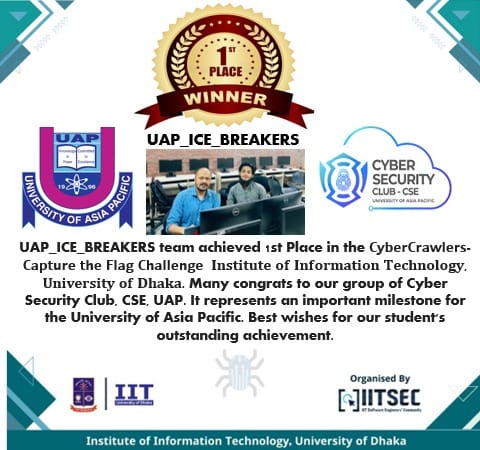 1ST
PLACE
WINNER
UAP_ICE_BREAKERS
UAP
1996
UNIVERSITY OF ASIA PACIFIC
CYBER
SECURITY
CLUB - CSE
UNIVERSITY OF ASIA PACIFIC
UAP_ICE_BREAKERS team achieved 1st Place in the CyberCrawlers-
Capture the Flag Challenge Institute of Information Technology,
University of Dhaka. Many congrats to our group of Cyber
Security Club, CSE, UAP. It represents an important milestone for
the University of Asia Pacific. Best wishes for our student's
outstanding achievement.
IIT
University of Dhaka
Organised By
IITSEC
IIT Software Engineers' Community
Institute of Information Technology, University of Dhaka